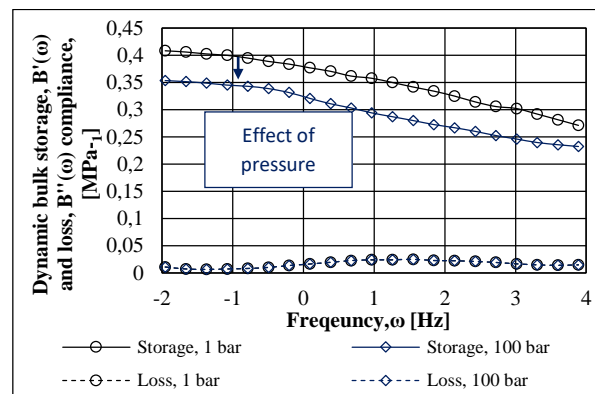 Dynamic bulk storage, B'(ω)
and loss, B''(ω) compliance,
[MPa-1)
0,45
0,4
0,35
0,3
0,25
0,2
0,15
0,1
0,05
0
Effect of
pressure
-2 -1 0 1 2 3 4
Freqeuncy,ω [Hz]
Storage, 1 bar
Storage, 100 bar
Loss, 1 bar
Loss, 100 bar